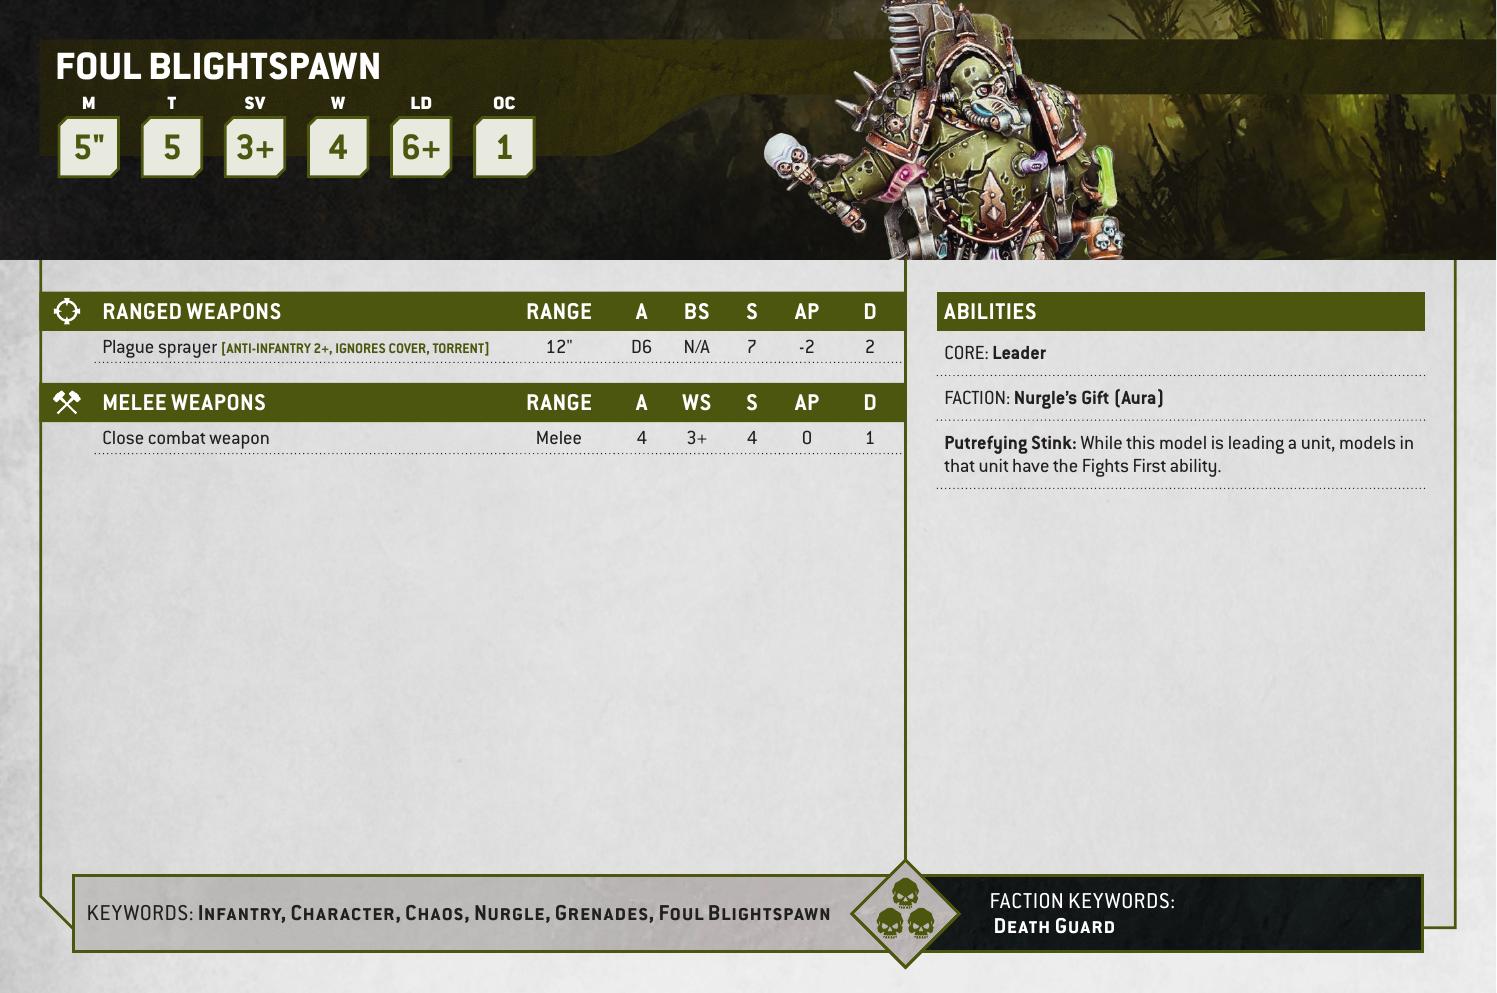 FOUL BLIGHTSPAWN
M T SV W LD OC
5" 5 3+ 4 6+ 1
RANGED WEAPONS RANGE A BS S AP D
Plague sprayer [ANTI-INFANTRY 2+, IGNORES COVER, TORRENT] 12" D6 N/A 7 -2 2
MELEE WEAPONS RANGE A WS S AP D
Close combat weapon Melee 4 3+ 4 0 1
ABILITIES
CORE: Leader
FACTION: Nurgle's Gift (Aura)
Putrefying Stink: While this model is leading a unit, models in
that unit have the Fights First ability.
KEYWORDS: INFANTRY, CHARACTER, CHAOS, NURGLE, GRENADES, FOUL BLIGHTSPAWN
FACTION KEYWORDS:
DEATH GUARD